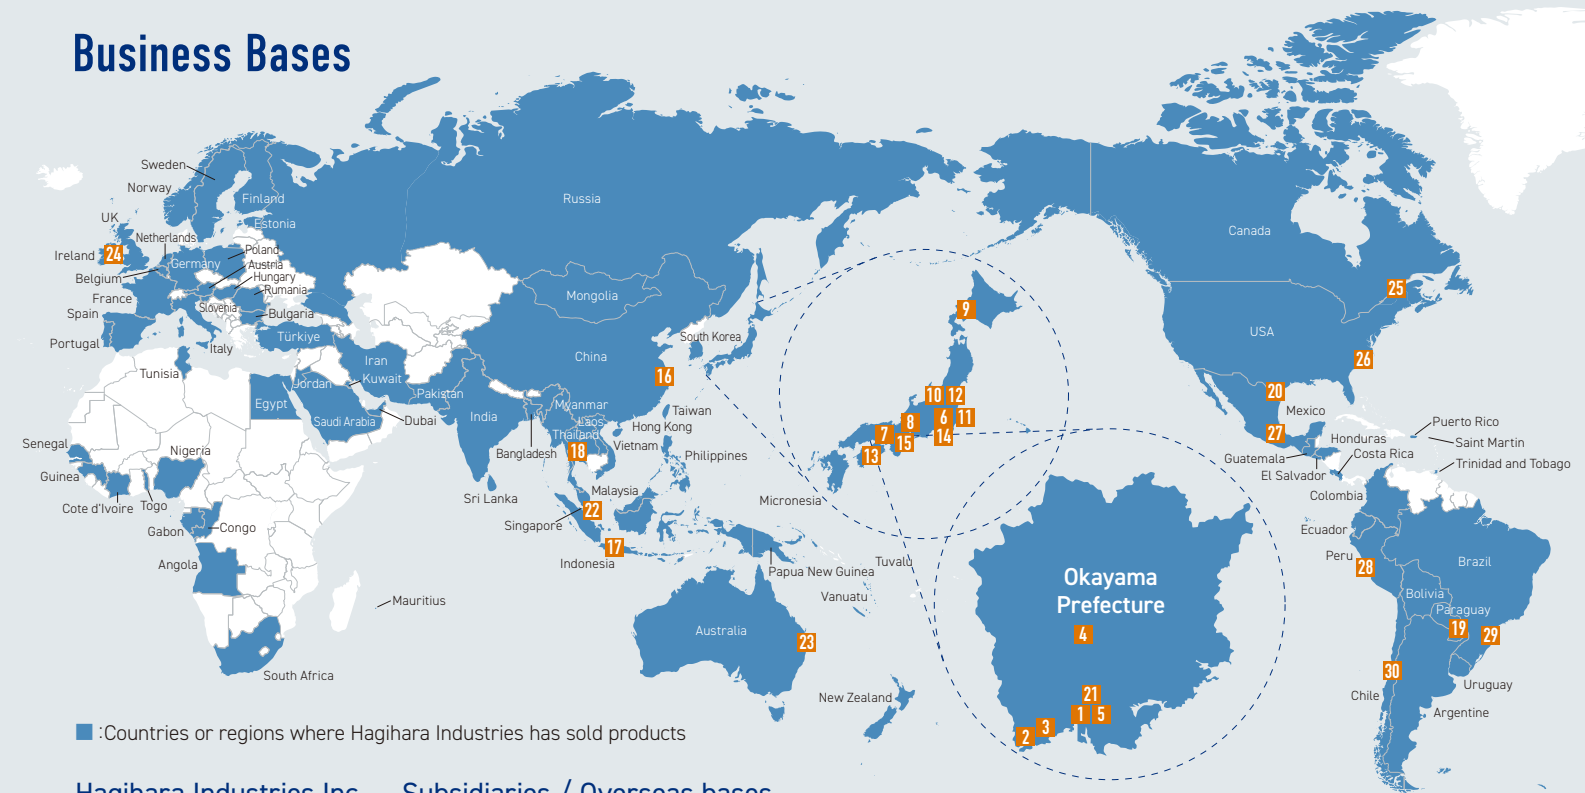 Business Bases
Sweden
Norway
Finland
Estonia
UK
Netherlands
Ireland
24
Poland
Germany
Austria
Belgium
Hungary
Rumania
France
Slovenia
Spain
Bulgaria
Portugal
Italy
Türkiye
Russia
Mongolia
South Korea
China
16
Tunisia
Iran
Jordan
Kuwait
Pakistan
Egypt
India
Saudi Arabia
Dubai
Myanmar
Laos
Thailand
18
Taiwan
Hong Kong
Vietnam
Bangladesh
Philippines
Senegal
Nigeria
Guinea
Cote d'Ivoire
Togo
Gabon
Congo
Angola
Mauritius
South Africa
Sri Lanka
Malaysia
22
Singapore
17
Indonesia
Micronesia
Papua New Guinea
Tuvalu
Vanuatu
Australia
23
New Zealand
9
10
12
8
6
11
7
15
14
13
Okayama
Prefecture
4
21
1
5
3
2
Canada
25
USA
26
20
Mexico
27
Puerto Rico
Honduras
Saint Martin
Guatemala
Costa Rica
El Salvador
Trinidad and Tobago
Colombia
Ecuador
Peru
28
Brazil
Bolivia
Paraguay
19
29
30
Chile
Uruguay
Argentine
:Countries or regions where Hagihara Industries has sold products
Hagihara Industries Inc.
Subsidiaries / Overseas bases